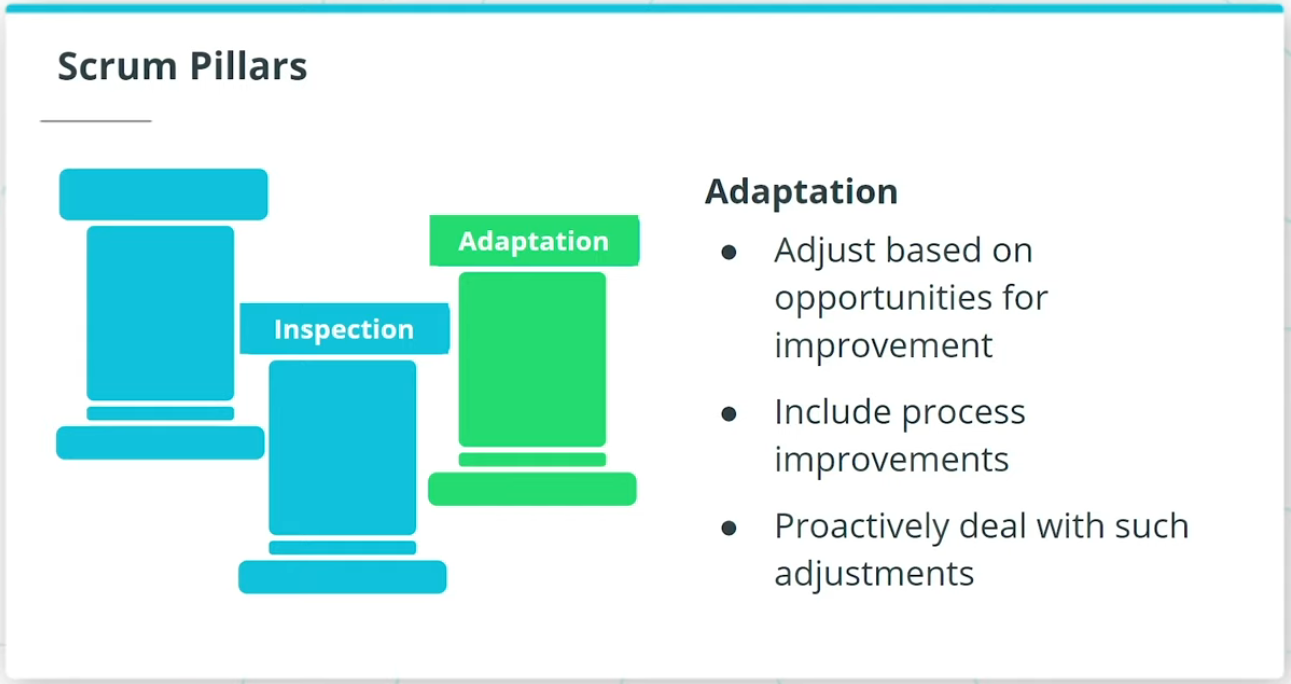 Scrum Pillars
Adaptation
Inspection
Adaptation
● Adjust based on
opportunities for
improvement
● Include process
improvements
● Proactively deal with such
adjustments